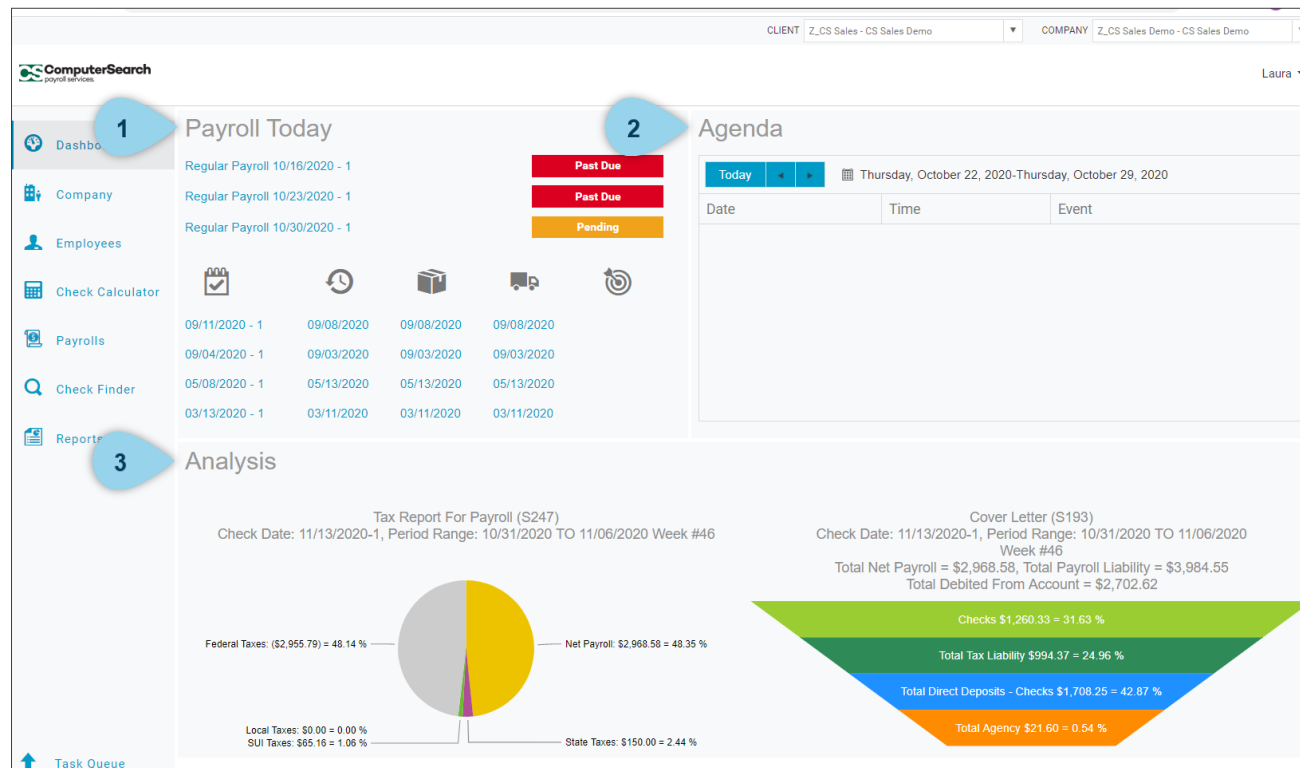 CLIENT Z_CS Sales - CS Sales Demo COMPANY Z_CS Sales Demo - CS Sales Demo
CS ComputerSearch
payroll services.
Laura
Dashbo
Company
Employees
Check Calculator
Payrolls
Check Finder
Reports
Task Queue
1
Payroll Today
Regular Payroll 10/16/2020 - 1 Past Due
Regular Payroll 10/23/2020 - 1 Past Due
Regular Payroll 10/30/2020 - 1 Pending
09/11/2020 - 1 09/08/2020 09/08/2020 09/08/2020
09/04/2020 - 1 09/03/2020 09/03/2020 09/03/2020
05/08/2020 - 1 05/13/2020 05/13/2020 05/13/2020
03/13/2020 - 1 03/11/2020 03/11/2020 03/11/2020
2
Agenda
Today Thursday, October 22, 2020-Thursday, October 29, 2020
Date Time Event
3
Analysis
Tax Report For Payroll (S247)
Check Date: 11/13/2020-1, Period Range: 10/31/2020 TO 11/06/2020 Week #46
Federal Taxes: ($2,955.79) = 48.14 %
Net Payroll: $2,968.58 = 48.35 %
Local Taxes: $0.00 = 0.00 %
SUI Taxes: $65.16 = 1.06 %
State Taxes: $150.00 = 2.44 %
Cover Letter (S193)
Check Date: 11/13/2020-1, Period Range: 10/31/2020 TO 11/06/2020
Week #46
Total Net Payroll = $2,968.58, Total Payroll Liability = $3,984.55
Total Debited From Account = $2,702.62
Checks $1,260.33 = 31.63 %
Total Tax Liability $994.37 = 24.96 %
Total Direct Deposits - Checks $1,708.25 = 42.87 %
Total Agency $21.60 = 0.54 %